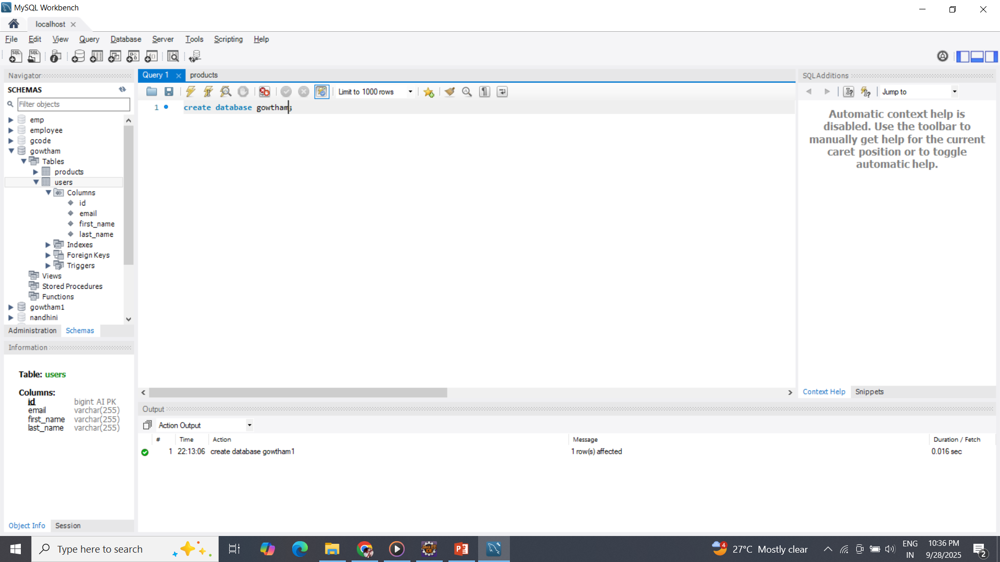 MySQL Workbench
localhost
File Edit View Query Database Server Tools Scripting Help
Navigator
SCHEMAS
Filter objects
emp
employee
gcode
gowtham
Tables
products
users
Columns
id
email
first_name
last_name
Indexes
Foreign Keys
Triggers
Views
Stored Procedures
Functions
gowtham1
nandhini
Administration Schemas
Information
Table: users
Columns:
id bigint AI PK
email varchar(255)
first_name varchar(255)
last_name varchar(255)
Object Info Session
Query 1 products
Limit to 1000 rows
1 create database gowtham;
SQLAdditions
Jump to
Automatic context help is
disabled. Use the toolbar to
manually get help for the current
caret position or to toggle
automatic help.
Context Help Snippets
Output
Action Output
# Time Action Message Duration / Fetch
1 22:13:06 create database gowtham1 1 row(s) affected 0.016 sec
Type here to search
4
27°C Mostly clear
ENG
IN
10:36 PM
9/28/2025
2